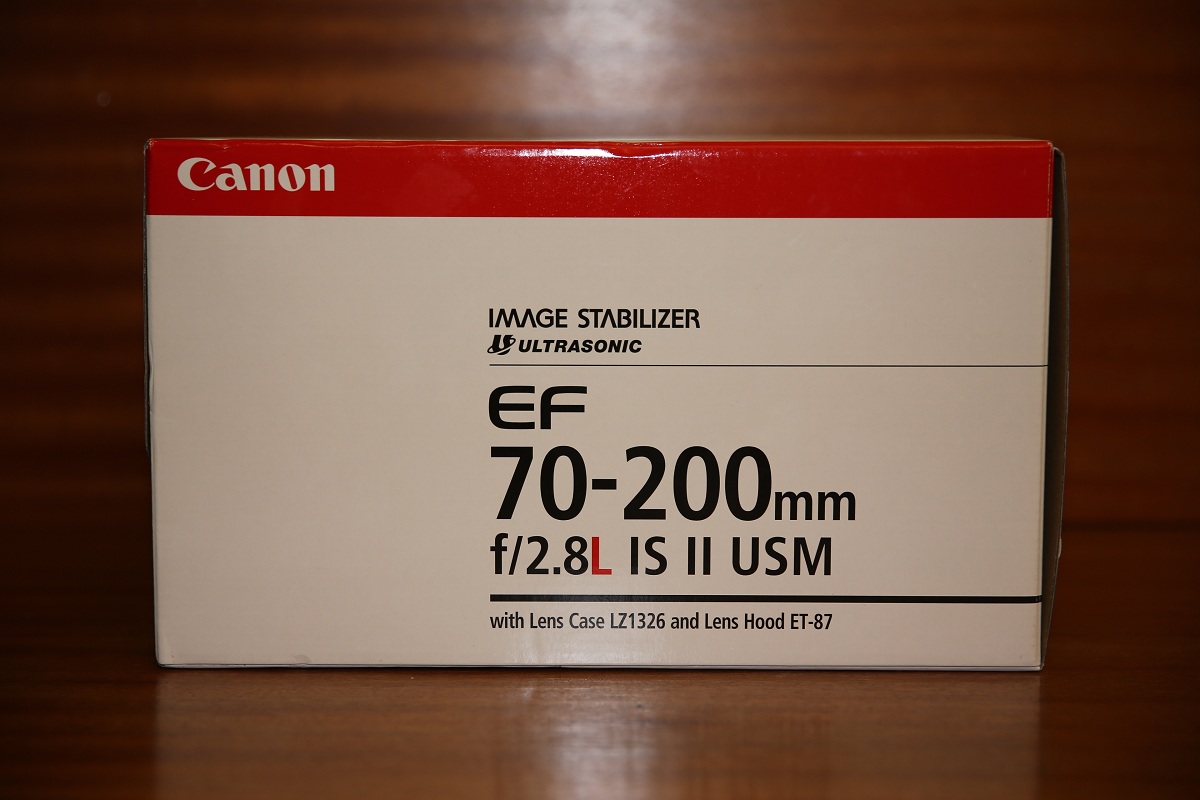 Canon
IMAGE STABILIZER
ULTRASONIC
EF
70-200mm
f/2.8L IS II USM
with Lens Case LZ1326 and Lens Hood ET-87